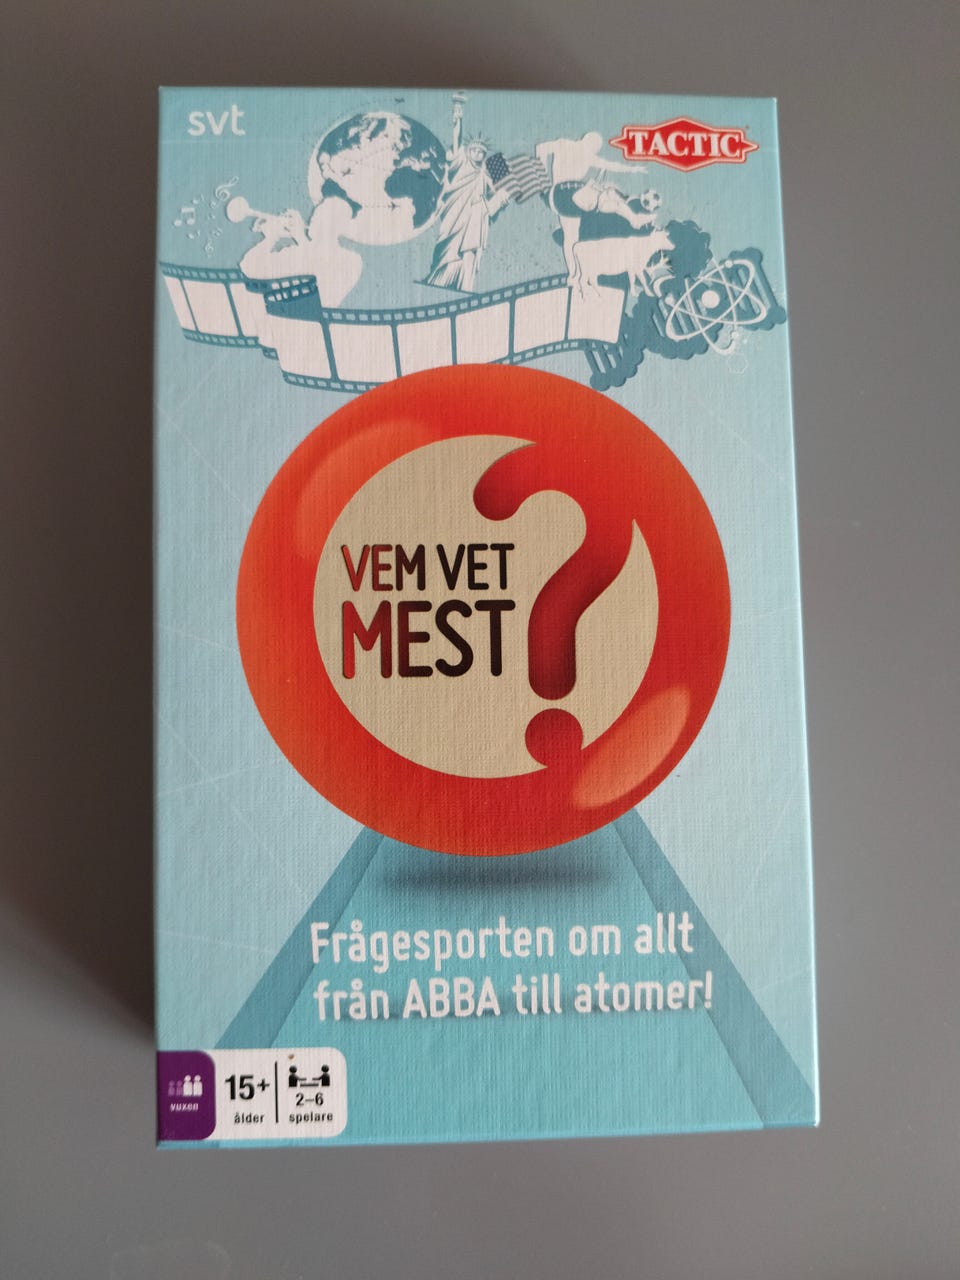 svt
TACTIC
VEM VET
MEST?
Frågesporten om allt
från ABBA till atomer!
vuxen
15+
ålder
2–6
spelare